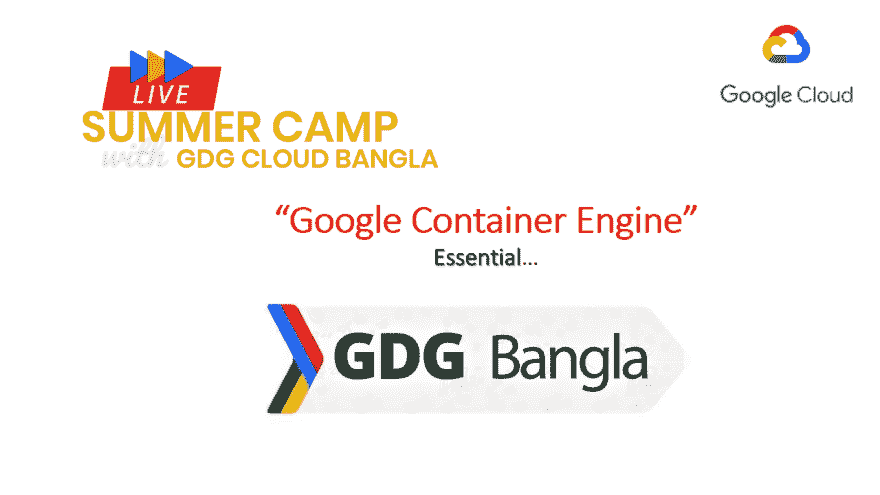 LIVE
SUMMER CAMP
with GDG CLOUD BANGLA
Google Cloud
“Google Container Engine”
Essential...
GDG Bangla